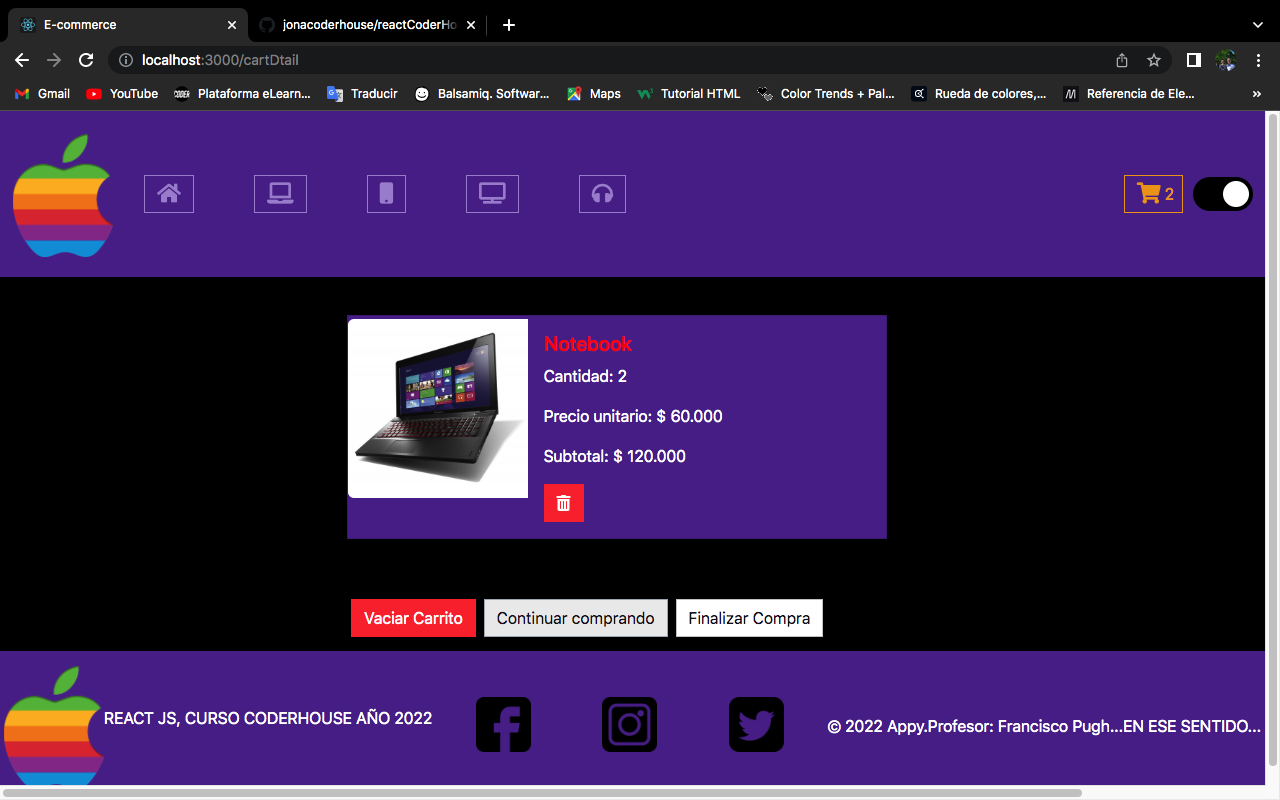 E-commerce
jonacoderhouse/reactCoderHo
localhost:3000/cartDtail
Gmail
YouTube
Plataforma eLearn...
Traducir
Balsamiq. Softwar...
Maps
Tutorial HTML
Color Trends + Pal...
Rueda de colores,...
Referencia de Ele...
»
2
Notebook
Cantidad: 2
Precio unitario: $ 60.000
Subtotal: $ 120.000
Vaciar Carrito
Continuar comprando
Finalizar Compra
REACT JS, CURSO CODERHOUSE AÑO 2022
© 2022 Appy.Profesor: Francisco Pugh...EN ESE SENTIDO...